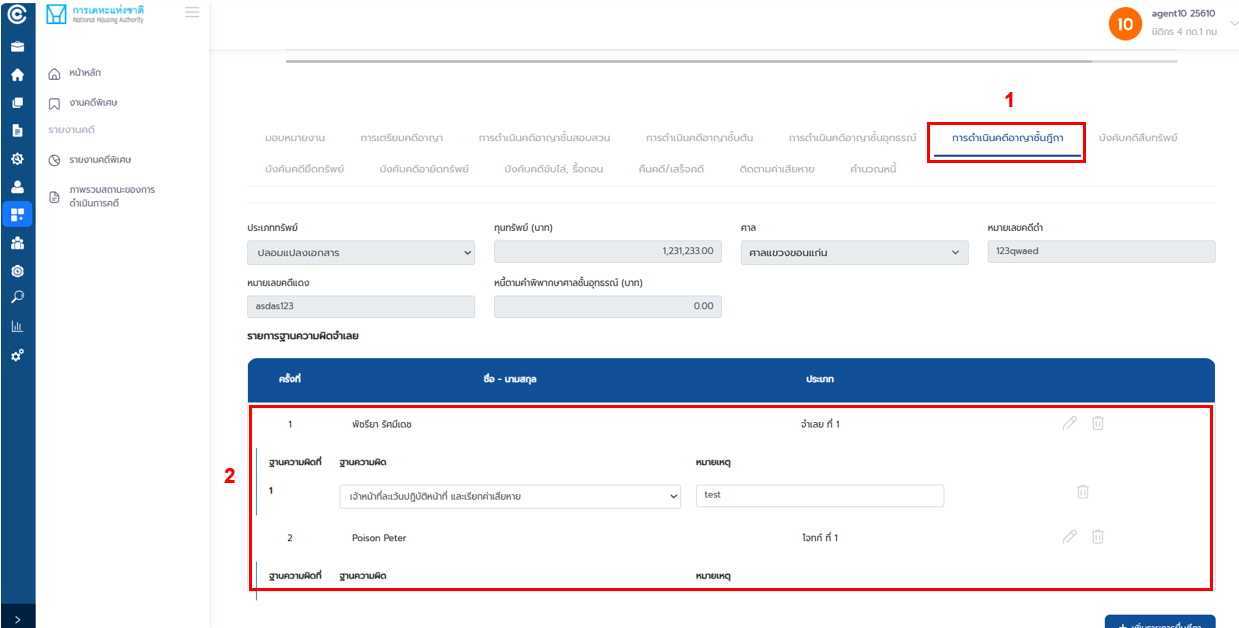 การเคหะแห่งชาติ
National Housing Authority
agent10 25610
10
นิติกร 4 กด.1 กม.
หน้าหลัก
งานคดีพิเศษ
รายงานคดี
รายงานคดีพิเศษ
ภาพรวมสถานะของการ
ดำเนินการคดี
1
มอบหมายงาน การเตรียมคดีอาญา การดำเนินคดีอาญาชั้นสอบสวน การดำเนินคดีอาญาชั้นต้น การดำเนินคดีอาญาชั้นอุทธรณ์ การดำเนินคดีอาญาชั้นฎีกา บังคับคดีสืบทรัพย์
บังคับคดียึดทรัพย์ บังคับคดีอายัดทรัพย์ บังคับคดีขับไล่, รื้อถอน คืนคดี/เสร็จคดี ติดตามค่าเสียหาย คำนวณหนี้
ประเภททรัพย์ ทุนทรัพย์ (บาท) ศาล หมายเลขคดีดำ
ปลอมแปลงเอกสาร 1,231,233.00 ศาลแขวงขอนแก่น 123qwaed
หมายเลขคดีแดง หนี้ตามคำพิพากษาศาลชั้นอุทธรณ์ (บาท)
asdas123 0.00
รายการฐานความผิดจำเลย
ครั้งที่ ชื่อ - นามสกุล ประเภท
1 พัชรียา รัศมีเดช จำเลย ที่ 1
2
ฐานความผิดที่ ฐานความผิด หมายเหตุ
1 เจ้าหน้าที่ละเว้นปฏิบัติหน้าที่ และเรียกค่าเสียหาย test
2 Poison Peter โจทก์ ที่ 1
ฐานความผิดที่ ฐานความผิด หมายเหตุ